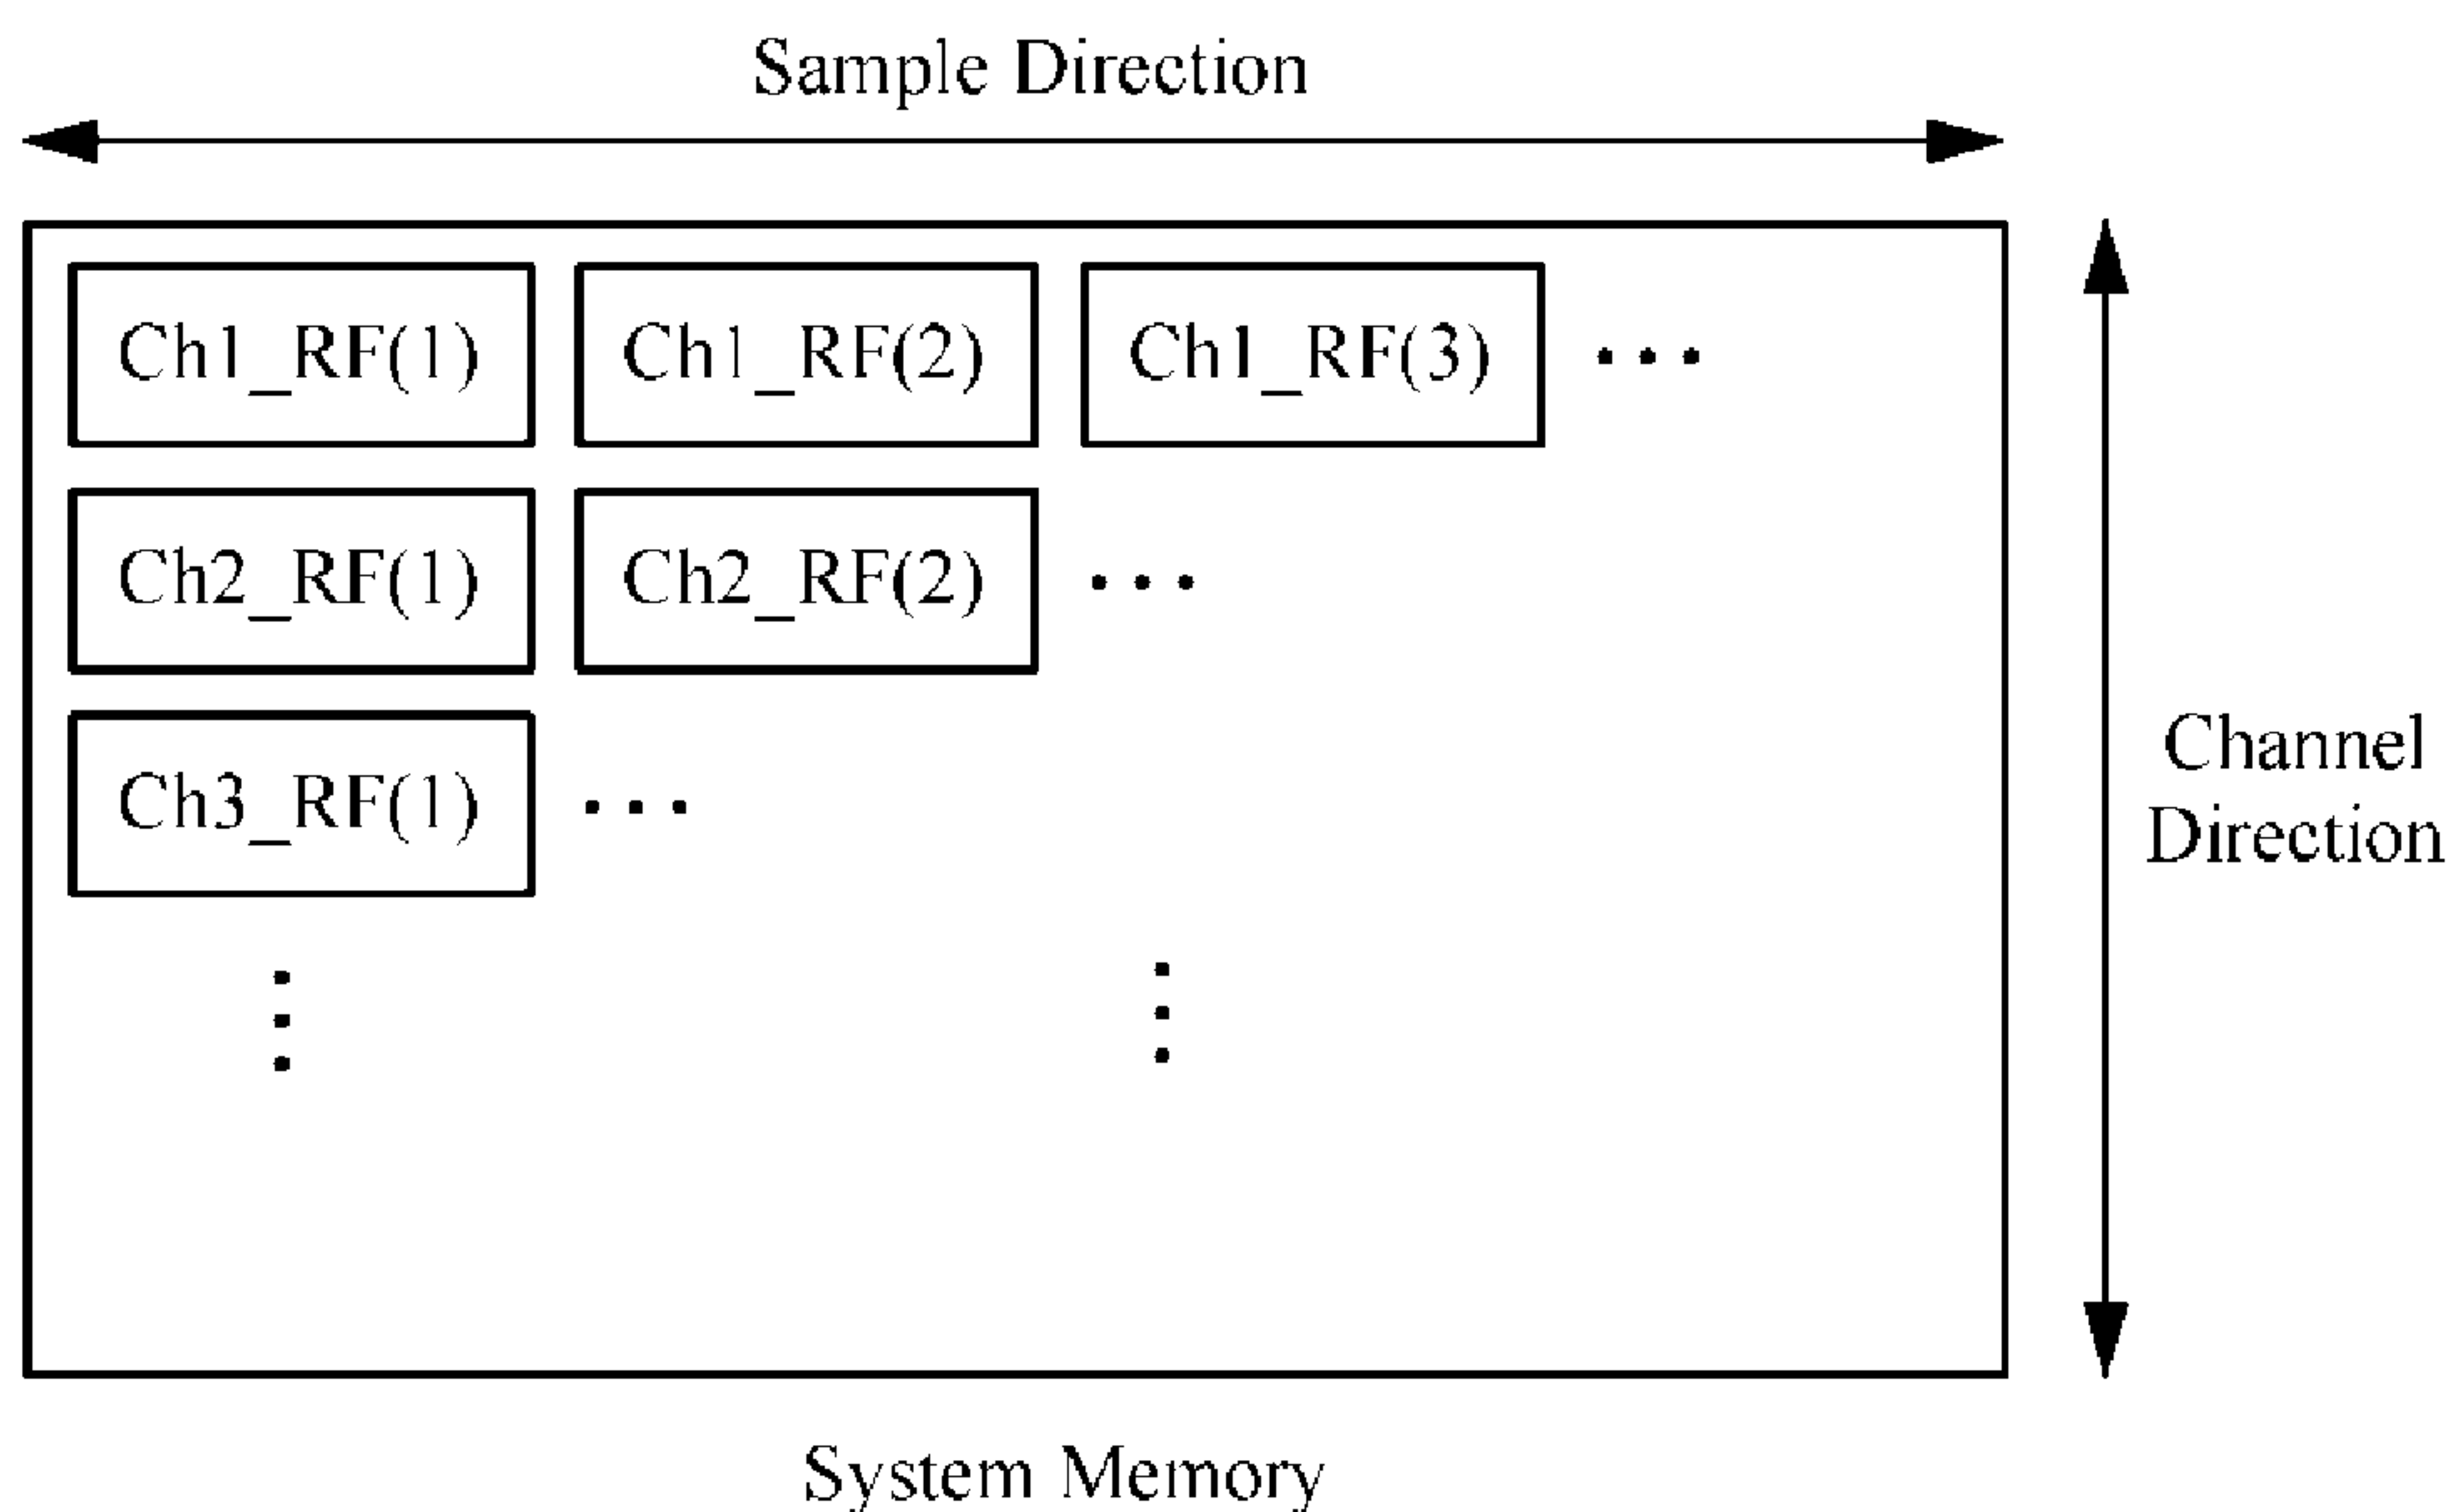 Sample Direction
Ch1_RF(1) Ch1_RF(2) Ch1_RF(3) ...
Ch2_RF(1) Ch2_RF(2) ...
Ch3_RF(1) ...
Channel
Direction
System Memory